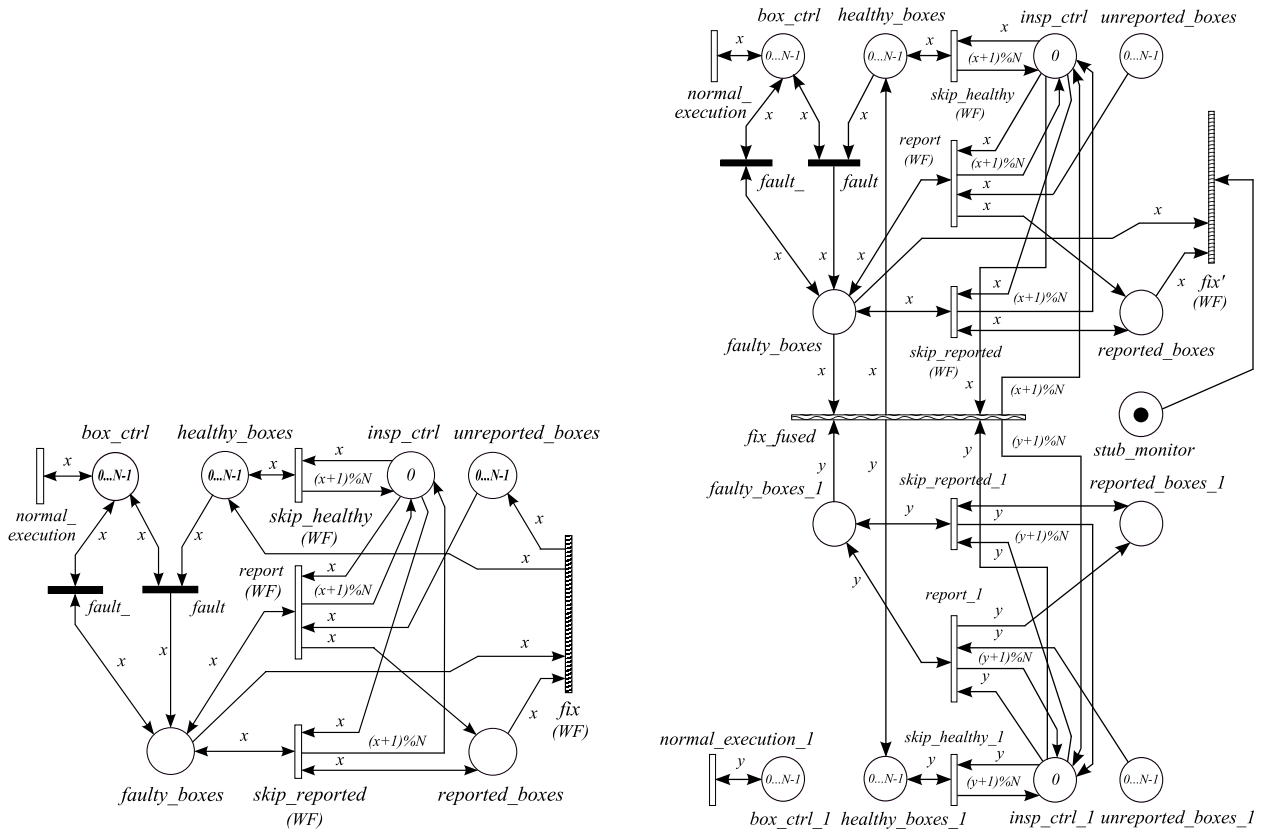 box_ctrl healthy_boxes insp_ctrl unreported_boxes
x 0...N-1 x 0 0...N-1
(x+1)%N
normal_
execution
skip_healthy
(WF)
x x x
report
(WF)
x
(x+1)%N
x
x
fault_ fault
x
x x x
x
fix'
(WF)
x
x
(x+1)%N
x
faulty_boxes
skip_reported
(WF)
reported_boxes
x x x
(x+1)%N
fix_fused
(y+1)%N
stub_monitor
y y y
faulty_boxes_1
skip_reported_1
reported_boxes_1
y
y
(y+1)%N
y
y
report_1
y
y
(y+1)%N
y
normal_execution_1
skip_healthy_1
y 0...N-1 0...N-1 y y 0 0...N-1
(y+1)%N
box_ctrl_1 healthy_boxes_1 insp_ctrl_1 unreported_boxes_1
box_ctrl healthy_boxes insp_ctrl unreported_boxes
x 0...N-1 0...N-1 x x 0 0...N-1
(x+1)%N
normal_
execution
skip_healthy
(WF)
x x x x
x
report
(WF)
x
(x+1)%N
x
x
fault_ fault
x x x x
x
fix
(WF)
x
x
(x+1)%N
x
faulty_boxes skip_reported reported_boxes
(WF)